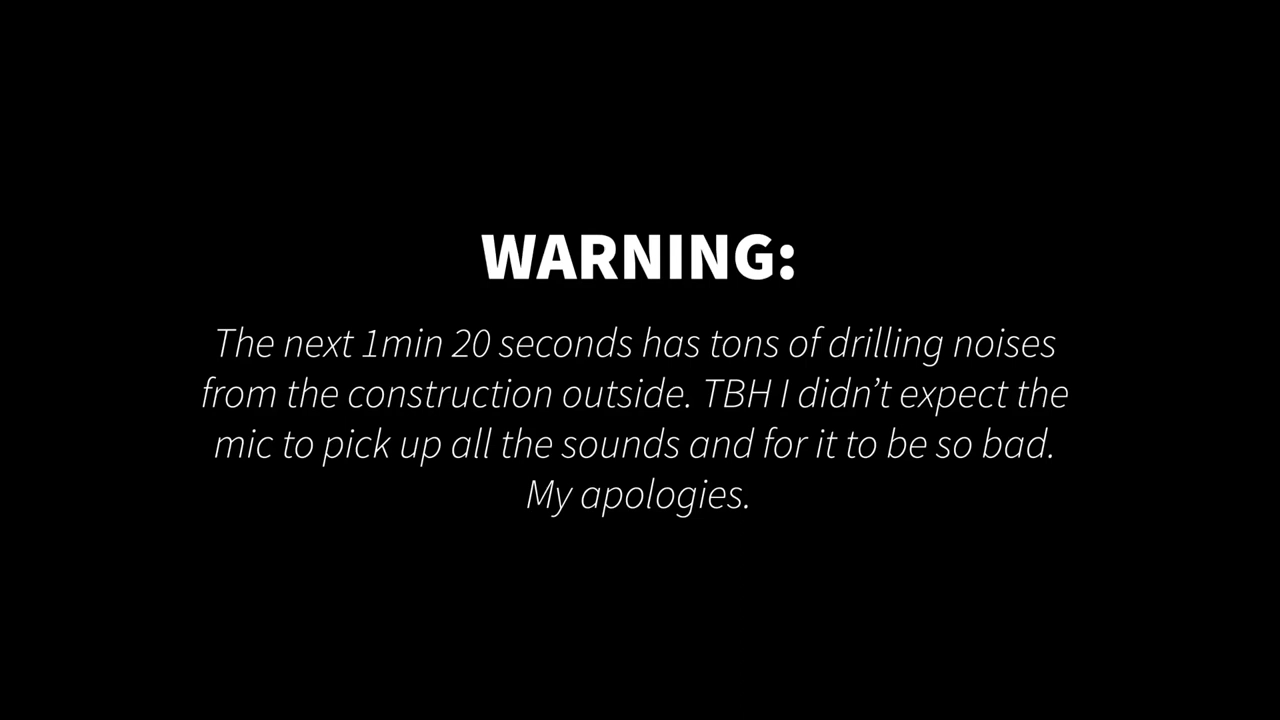 WARNING:
The next 1min 20 seconds has tons of drilling noises
from the construction outside. TBH I didn’t expect the
mic to pick up all the sounds and for it to be so bad.
My apologies.